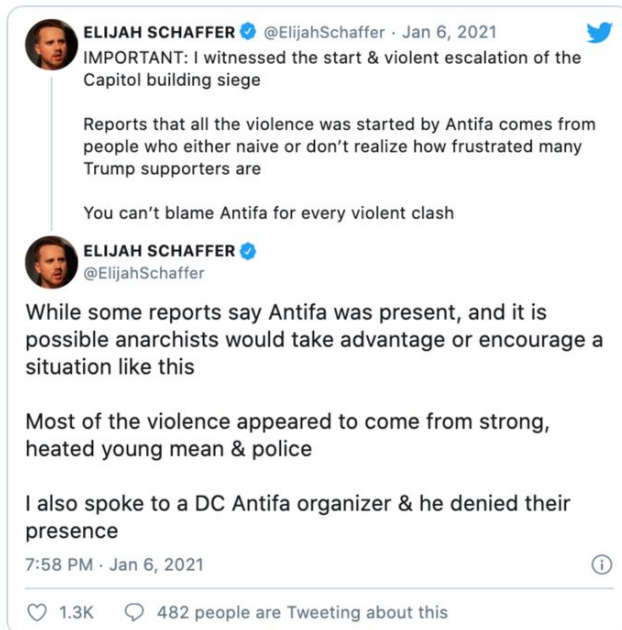 ELIJAH SCHAFFER @ElijahSchaffer · Jan 6, 2021
IMPORTANT: I witnessed the start & violent escalation of the
Capitol building siege
Reports that all the violence was started by Antifa comes from
people who either naive or don't realize how frustrated many
Trump supporters are
You can't blame Antifa for every violent clash
ELIJAH SCHAFFER
@ElijahSchaffer
While some reports say Antifa was present, and it is
possible anarchists would take advantage or encourage a
situation like this
Most of the violence appeared to come from strong,
heated young mean & police
I also spoke to a DC Antifa organizer & he denied their
presence
7:58 PM · Jan 6, 2021
1.3K 482 people are Tweeting about this